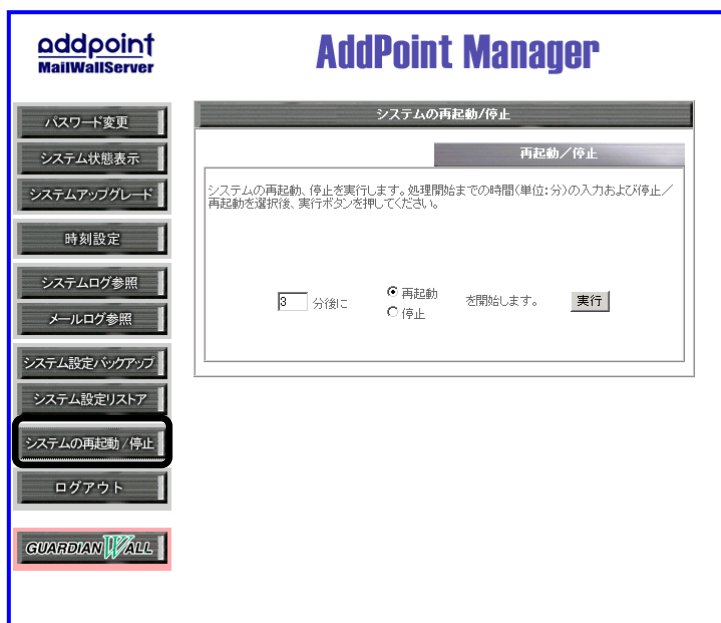 addpoint
MailWallServer
AddPoint Manager
パスワード変更
システム状態表示
システムアップグレード
時刻設定
システムログ参照
メールログ参照
システム設定バックアップ
システム設定リストア
システムの再起動/停止
ログアウト
GUARDIAN WALL
システムの再起動/停止
再起動／停止
システムの再起動、停止を実行します。処理開始までの時間（単位：分）の入力および停止／
再起動を選択後、実行ボタンを押してください。
3 分後に 再起動 を開始します。 実行
停止